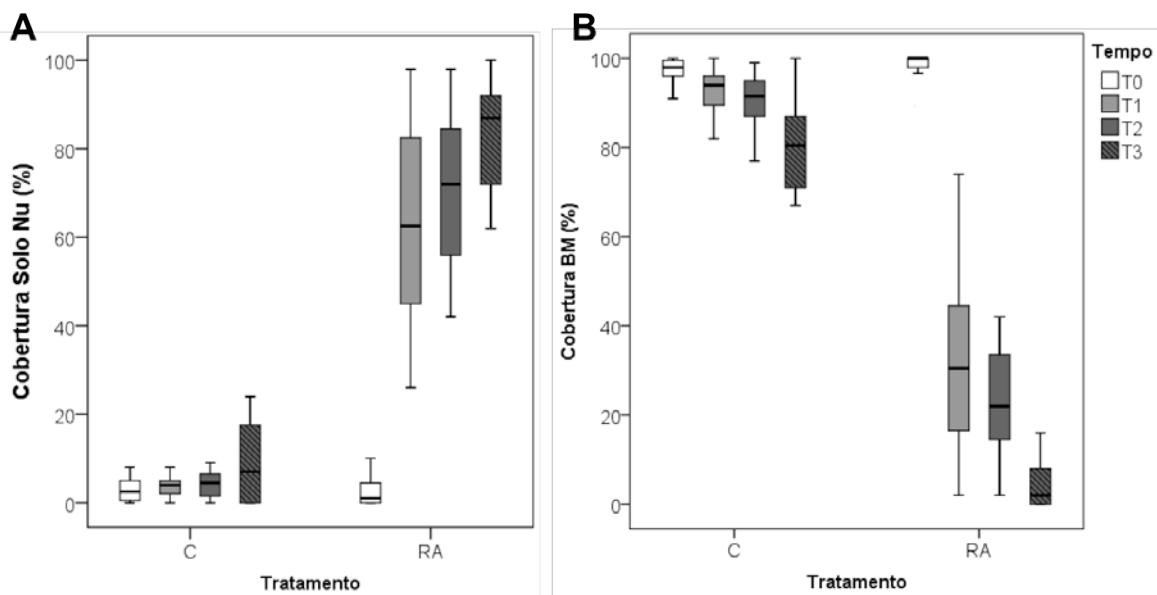 A
Cobertura Solo Nu (%)
100
80
60
40
20
0
C
RA
Tratamento
B
Cobertura BM (%)
100
80
60
40
20
0
C
RA
Tratamento
Tempo
T0
T1
T2
T3